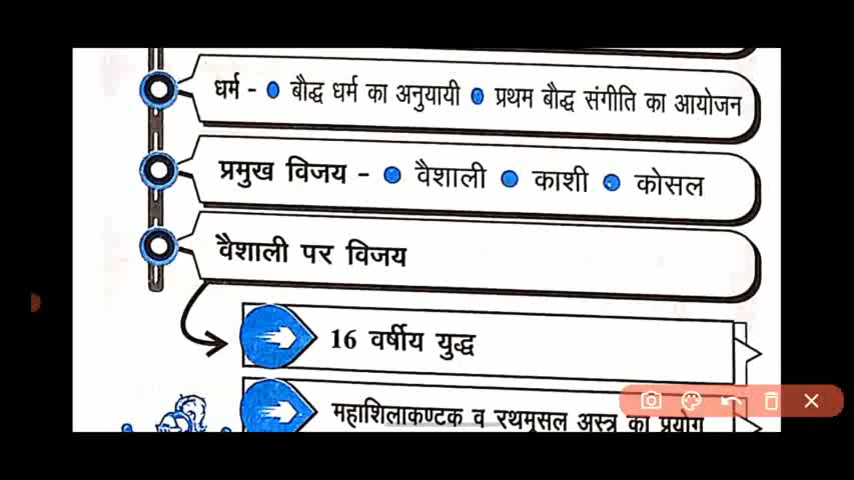 धर्म - ● बौद्ध धर्म का अनुयायी ● प्रथम बौद्ध संगीति का आयोजन
प्रमुख विजय - ● वैशाली ● काशी ● कोसल
वैशाली पर विजय
16 वर्षीय युद्ध
महाशिलाकण्टक व रथमूसल अस्त्र का प्रयोग